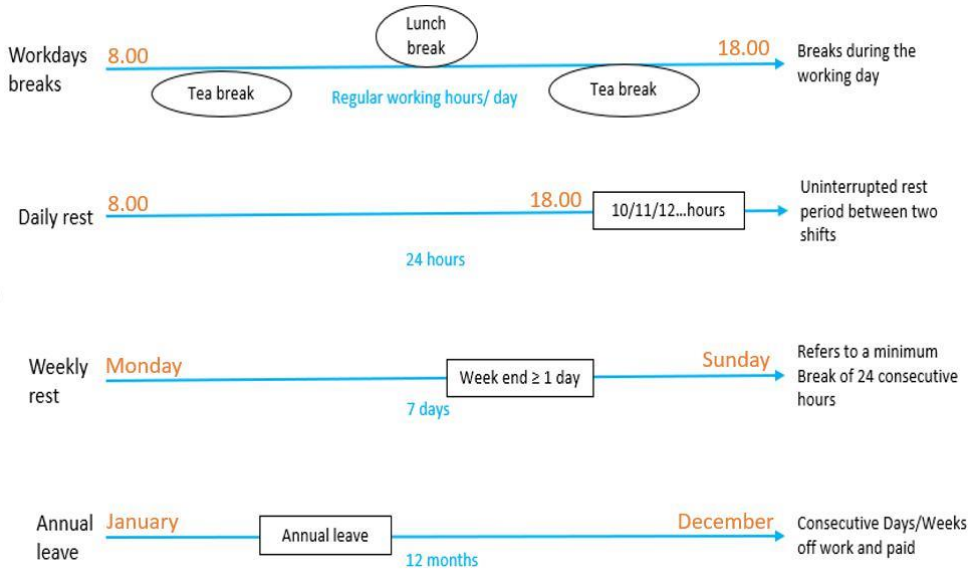 Workdays
breaks
8.00
Lunch
break
18.00
Tea break
Regular working hours/ day
Tea break
Breaks during the
working day
Daily rest
8.00
18.00
10/11/12...hours
24 hours
Uninterrupted rest
period between two
shifts
Weekly
rest
Monday
Week end ≥ 1 day
Sunday
7 days
Refers to a minimum
Break of 24 consecutive
hours
Annual
leave
January
Annual leave
December
12 months
Consecutive Days/Weeks
off work and paid